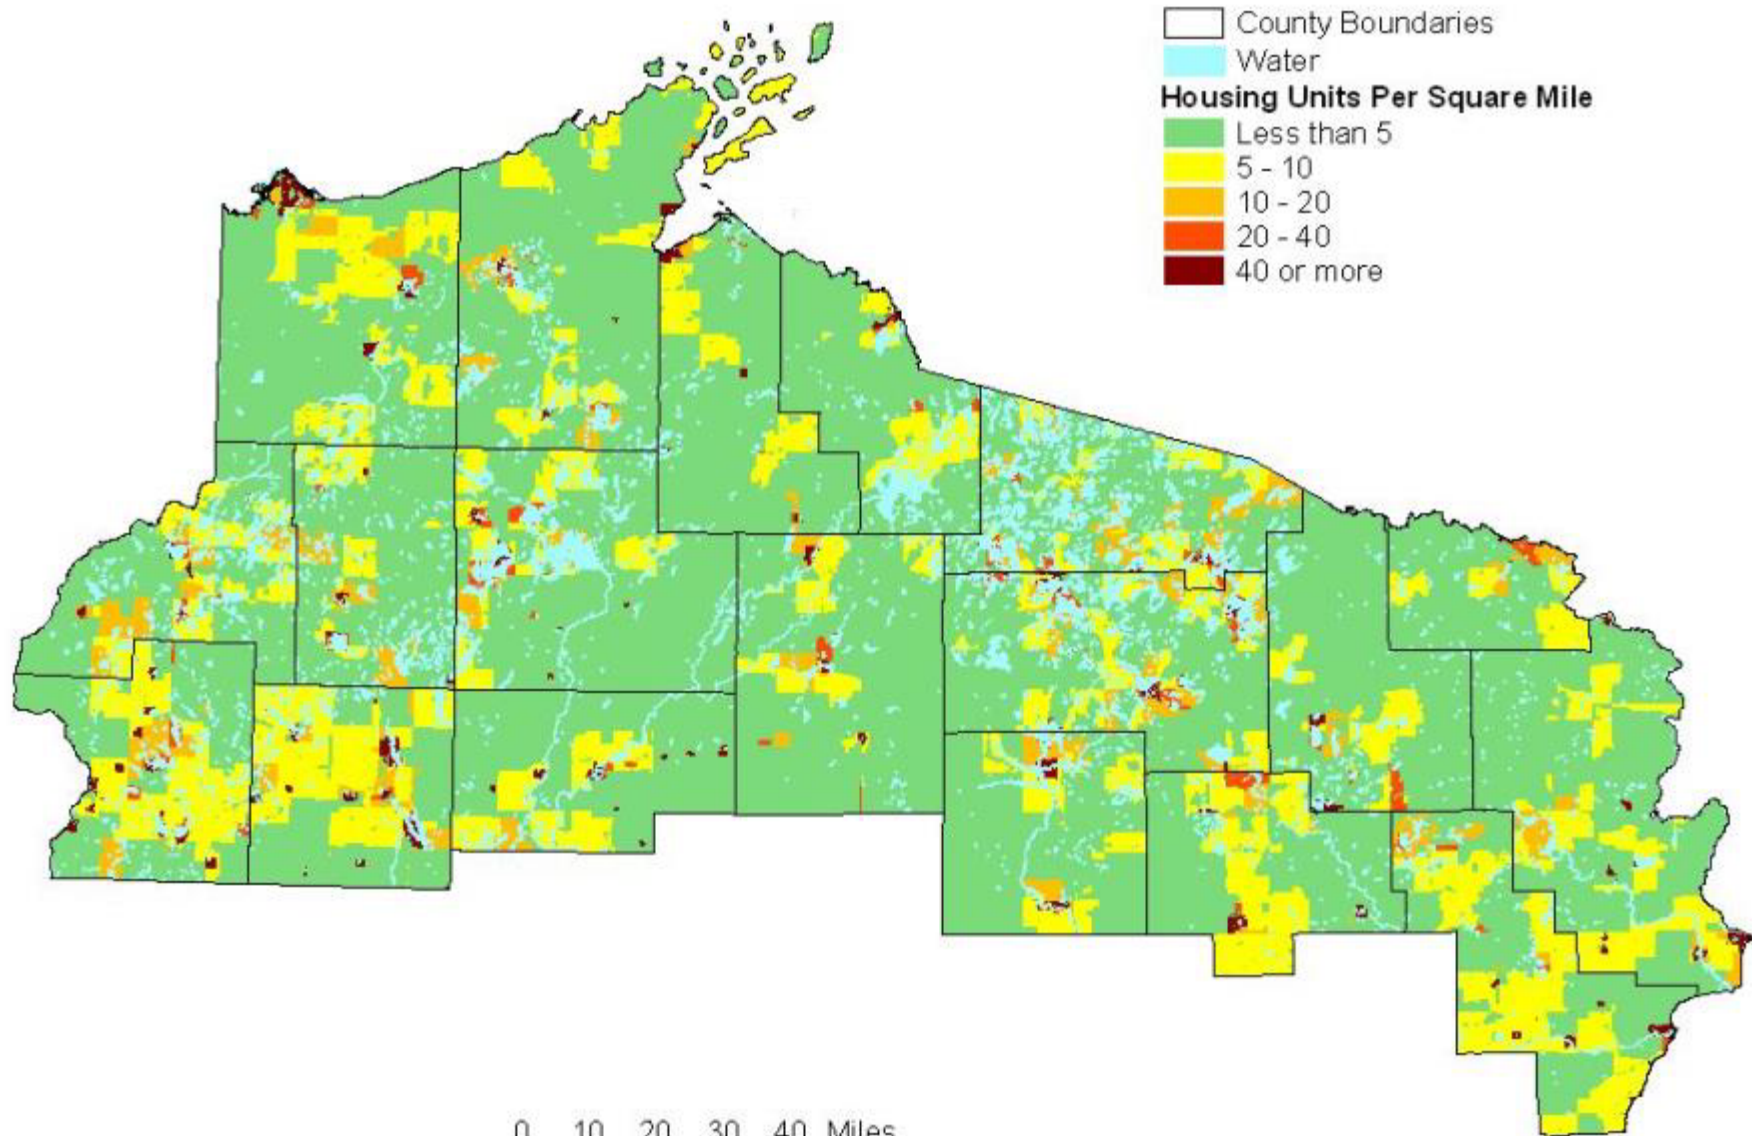 County Boundaries
Water
Housing Units Per Square Mile
Less than 5
5 - 10
10 - 20
20 - 40
40 or more
0 10 20 30 40 Miles